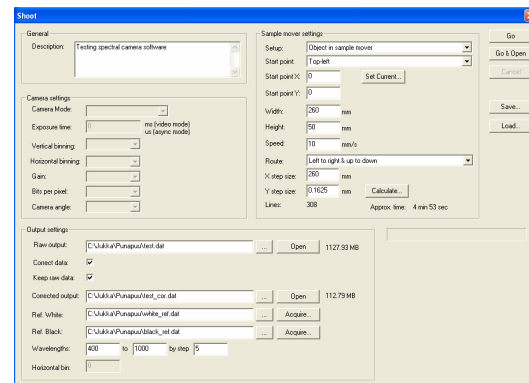 Shoot
General
Description: Testing spectral camera software
Camera settings
Camera Mode:
Exposure time: 0 ms (video mode)
us (async mode)
Vertical binning:
Horizontal binning:
Gain:
Bits per pixel:
Camera angle:
Sample mover settings
Setup: Object in sample mover
Start point: Top-left
Start point X: 0 Set Current...
Start point Y: 0
Width: 260 mm
Height: 50 mm
Speed: 10 mm/s
Route: Left to right & up to down
X step size: 260 mm
Y step size: 0.1625 mm Calculate...
Lines: 308 Approx. time: 4 min 53 sec
Go
Go & Open
Cancel
Save...
Load...
Output settings
Raw output: C:\Jukka\Punapuu\test.dat ... Open 1127.93 MB
Correct data:
Keep raw data:
Corrected output: C:\Jukka\Punapuu\test_cor.dat ... Open 112.79 MB
Ref. White: C:\Jukka\Punapuu\white_ref.dat ... Acquire...
Ref. Black: C:\Jukka\Punapuu\black_ref.dat ... Acquire...
Wavelengths: 400 to 1000 by step 5
Horizontal bin: 0